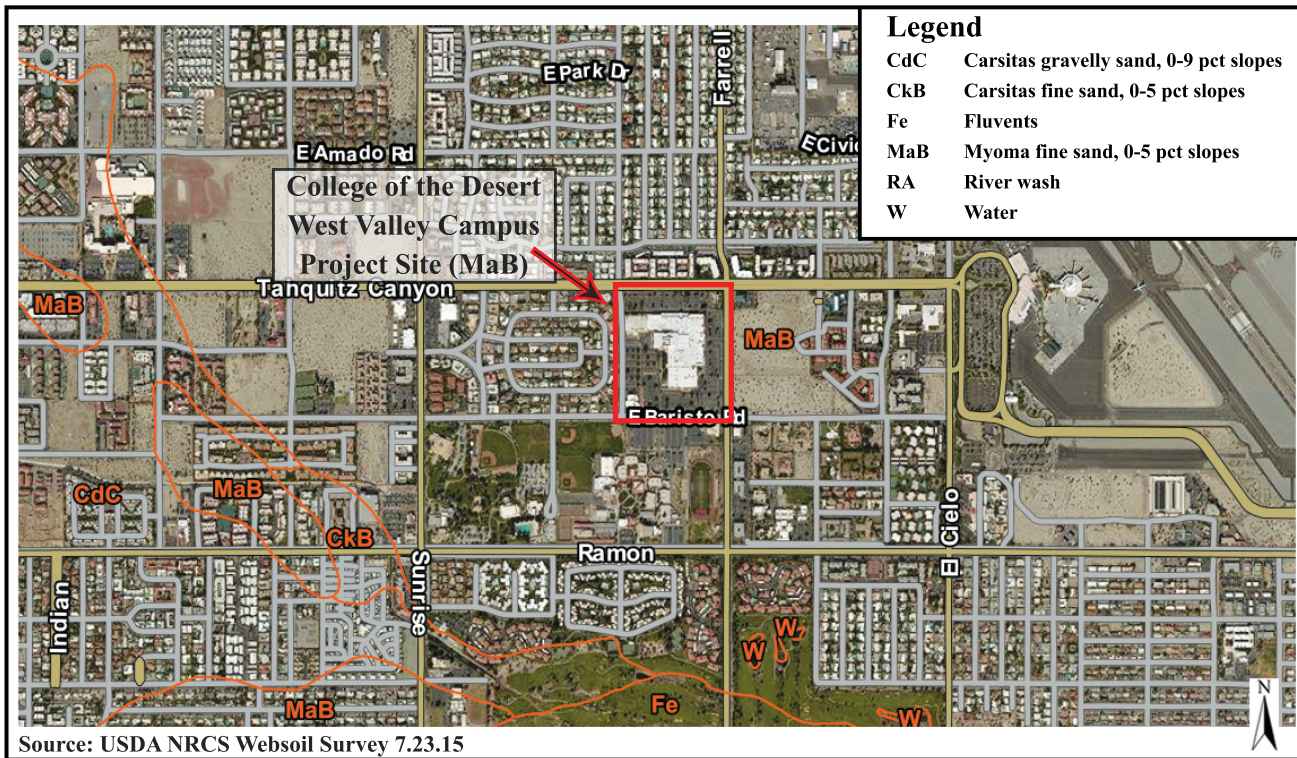 Legend
CdC Carsitas gravelly sand, 0-9 pct slopes
CkB Carsitas fine sand, 0-5 pct slopes
Fe Fluvents
MaB Myoma fine sand, 0-5 pct slopes
RA River wash
W Water
E Park Dr
Farrell
E Amado Rd
E Civic
College of the Desert
West Valley Campus
Project Site (MaB)
Tahquitz Canyon
MaB
MaB
E Baristo Rd
CdC
MaB
CkB
El Cielo
Ramon
Sunrise
Indian
W
W
MaB
Fe
W
N
Source: USDA NRCS Websoil Survey 7.23.15